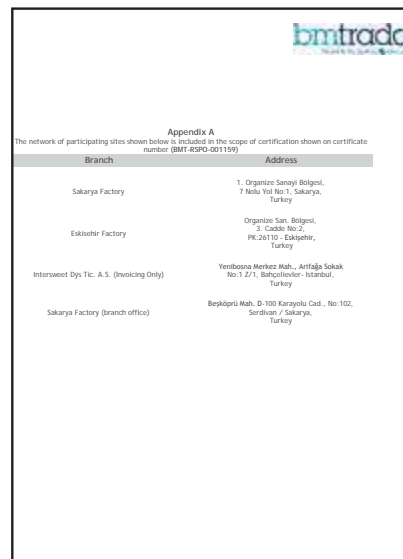 bmtrada
Appendix A
The network of participating sites shown below is included in the scope of certification shown on certificate
number (BMT-RSPO-001159)
Branch Address
Sakarya Factory
1. Organize Sanayi Bölgesi,
7 Nolu Yol No:1, Sakarya,
Turkey
Eskisehir Factory
Organize San. Bölgesi,
3. Cadde No:2,
PK:26110 - Eskişehir,
Turkey
Intersweet Dýs Tic. A.S. (Invoicing Only)
Yenibosna Merkez Mah., Arifağa Sokak
No:1 Z/1, Bahçelievler- Istanbul,
Turkey
Sakarya Factory (branch office)
Beşköprü Mah. D-100 Karayolu Cad., No:102,
Serdivan / Sakarya,
Turkey